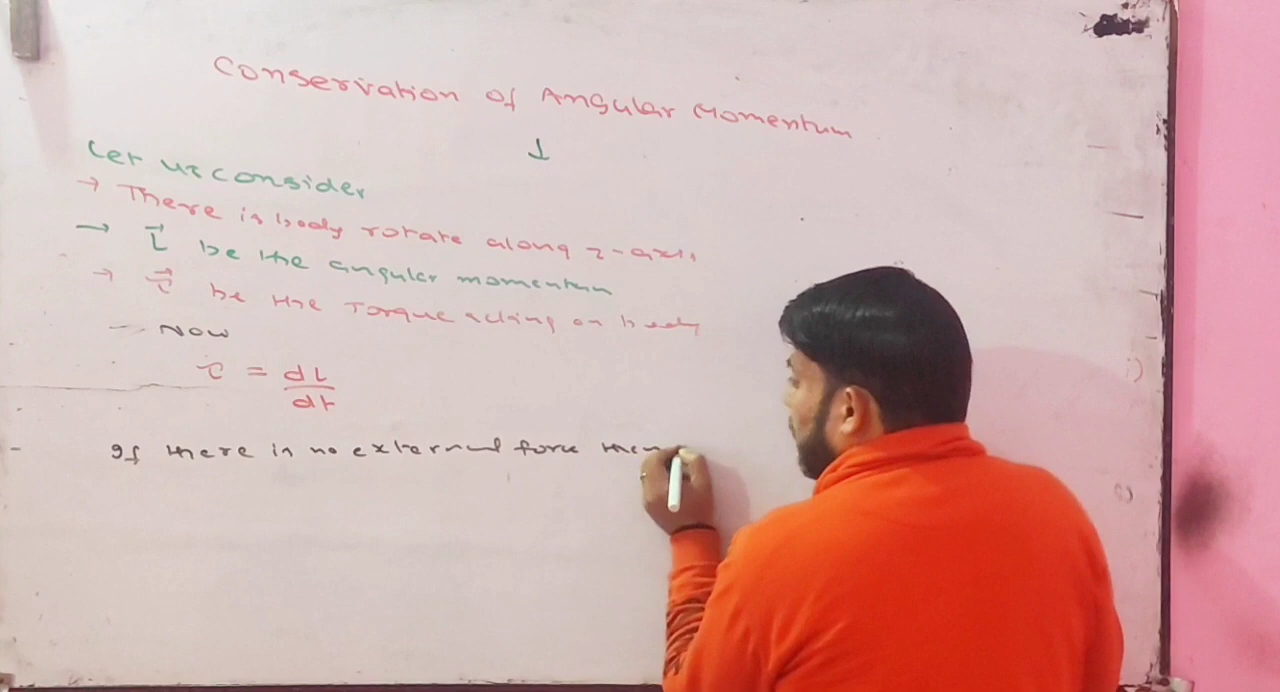 Conservation of Angular Momentum
↓
Let us consider
→ There is body rotate along z-axis
→ L⃗ be the angular momentum
→ τ⃗ be the Torque acting on body
– Now
τ = dL/dt
- If there is no external force then